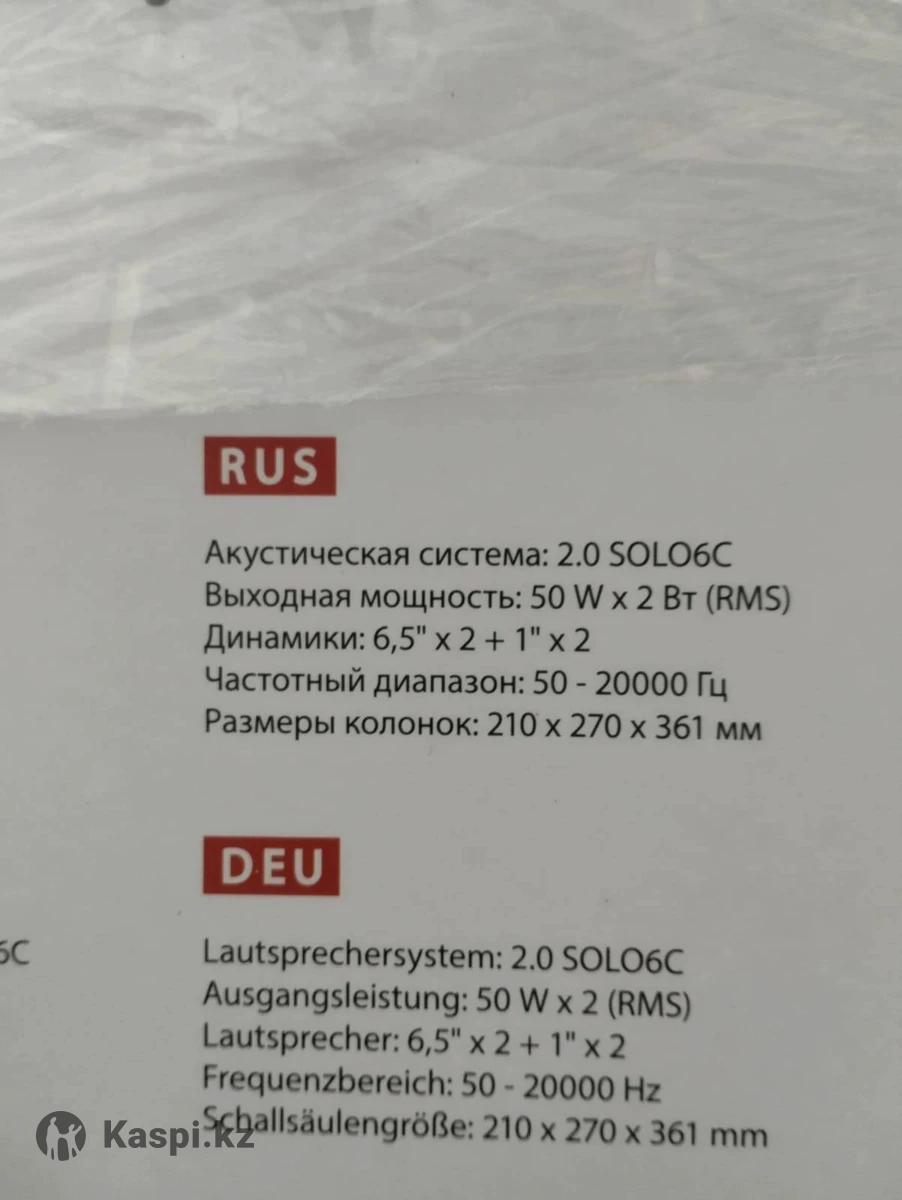 RUS
Акустическая система: 2.0 SOLO6C
Выходная мощность: 50 W x 2 Вт (RMS)
Динамики: 6,5" x 2 + 1" x 2
Частотный диапазон: 50 - 20000 Гц
Размеры колонок: 210 x 270 x 361 мм
DEU
6C
Lautsprechersystem: 2.0 SOLO6C
Ausgangsleistung: 50 W x 2 (RMS)
Lautsprecher: 6,5" x 2 + 1" x 2
Frequenzbereich: 50 - 20000 Hz
Schallsäulengröße: 210 x 270 x 361 mm
Kaspi.kz